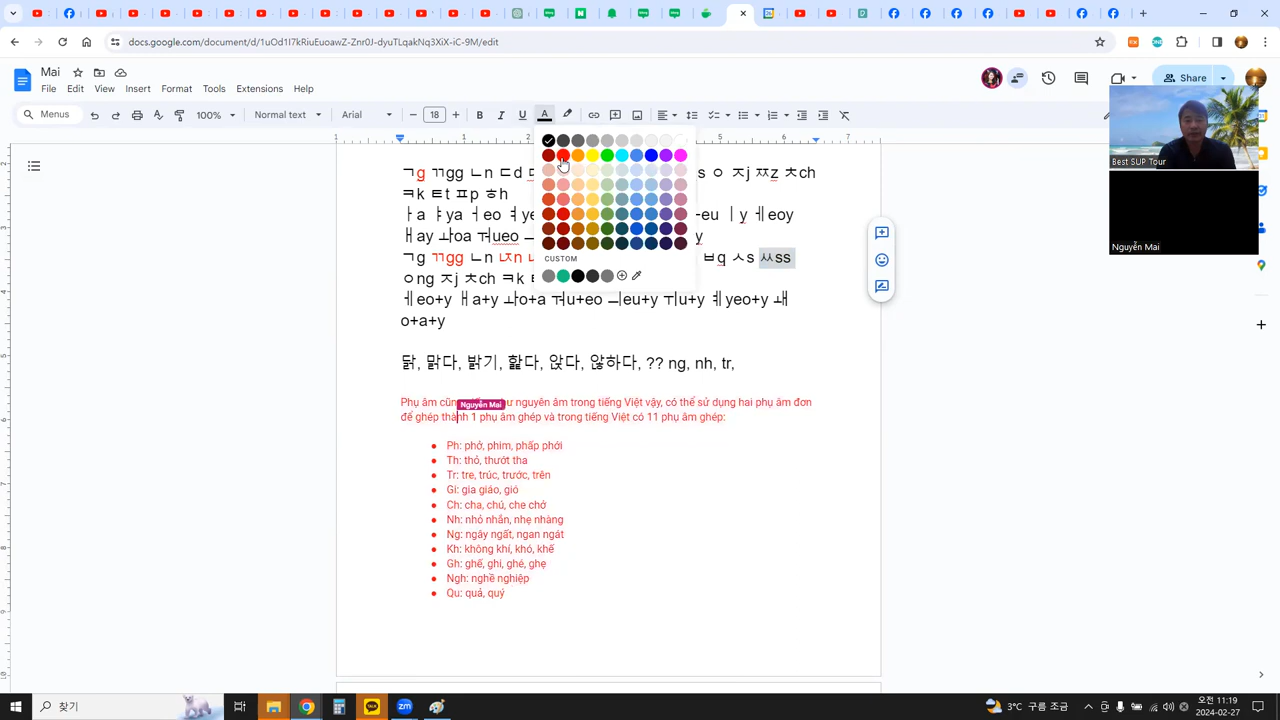 docs.google.com/document/d/1uOd1I7kRiuEuoawZ-Znr0J-dyuTLqakNq3XiX-iC-9M/edit
Mai
File Edit View Insert Format Tools Extensions Help
Share
Menus
100%
Normal text
Arial
18
Best SUP Tour
Nguyễn Mai
CUSTOM
ㄱg ㄲgg ㄴn ㄷd
s ㅇ ㅈj ㅉz ㅊch
ㅋk ㅌt ㅍp ㅎh
ㅏa ㅑya ㅓeo ㅕye
eu ㅣy ㅔeoy
ㅐay ㅘoa ㅝueo
y
ㄱg ㄲgg ㄴn ㄵn
ㅂq ㅅs ㅆss
ㅇng ㅈj ㅊch ㅋk
ㅔeo+y ㅐa+y ㅘo+a ㅝu+eo ㅢeu+y ㅟu+y ㅖyeo+y ㅙ
o+a+y
닭, 맑다, 밝기, 핥다, 앉다, 않하다, ?? ng, nh, tr,
Phụ âm cũn
ư nguyên âm trong tiếng Việt vậy, có thể sử dụng hai phụ âm đơn
Nguyễn Mai
để ghép thành 1 phụ âm ghép và trong tiếng Việt có 11 phụ âm ghép:
● Ph: phở, phim, phấp phới
● Th: thỏ, thướt tha
● Tr: tre, trúc, trước, trên
● Gi: gia giáo, gió
● Ch: cha, chú, che chở
● Nh: nhỏ nhắn, nhẹ nhàng
● Ng: ngây ngất, ngan ngát
● Kh: không khí, khó, khế
● Gh: ghế, ghi, ghé, ghẹ
● Ngh: nghề nghiệp
● Qu: quả, quý
찾기
3°C 구름 조금
오전 11:19
2024-02-27